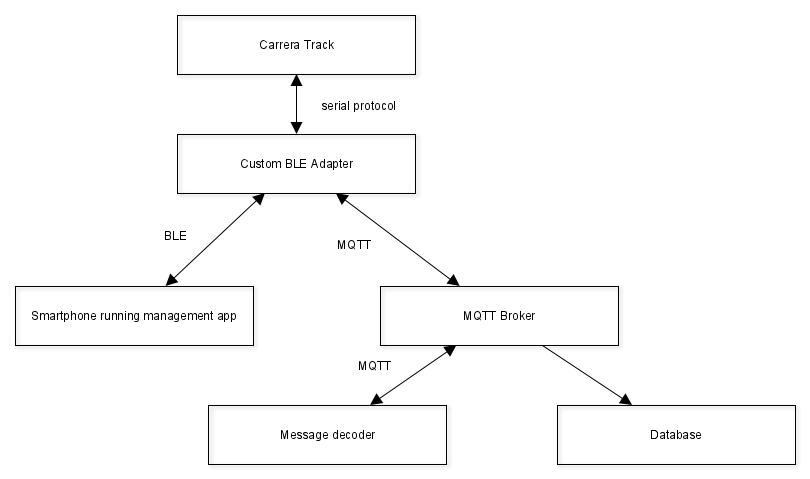 Carrera Track
serial protocol
Custom BLE Adapter
BLE
MQTT
Smartphone running management app
MQTT Broker
MQTT
Message decoder
Database